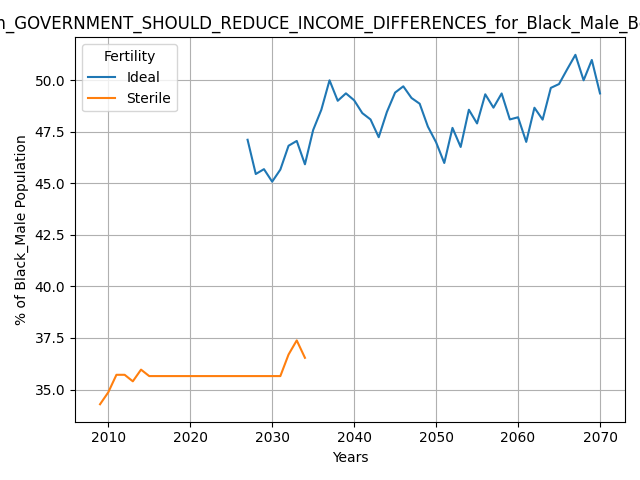 _GOVERNMENT_SHOULD_REDUCE_INCOME_DIFFERENCES_for_Black_Male_B
Fertility
Ideal
Sterile
50.0
47.5
45.0
42.5
40.0
37.5
35.0
% of Black_Male Population
2010 2020 2030 2040 2050 2060 2070
Years